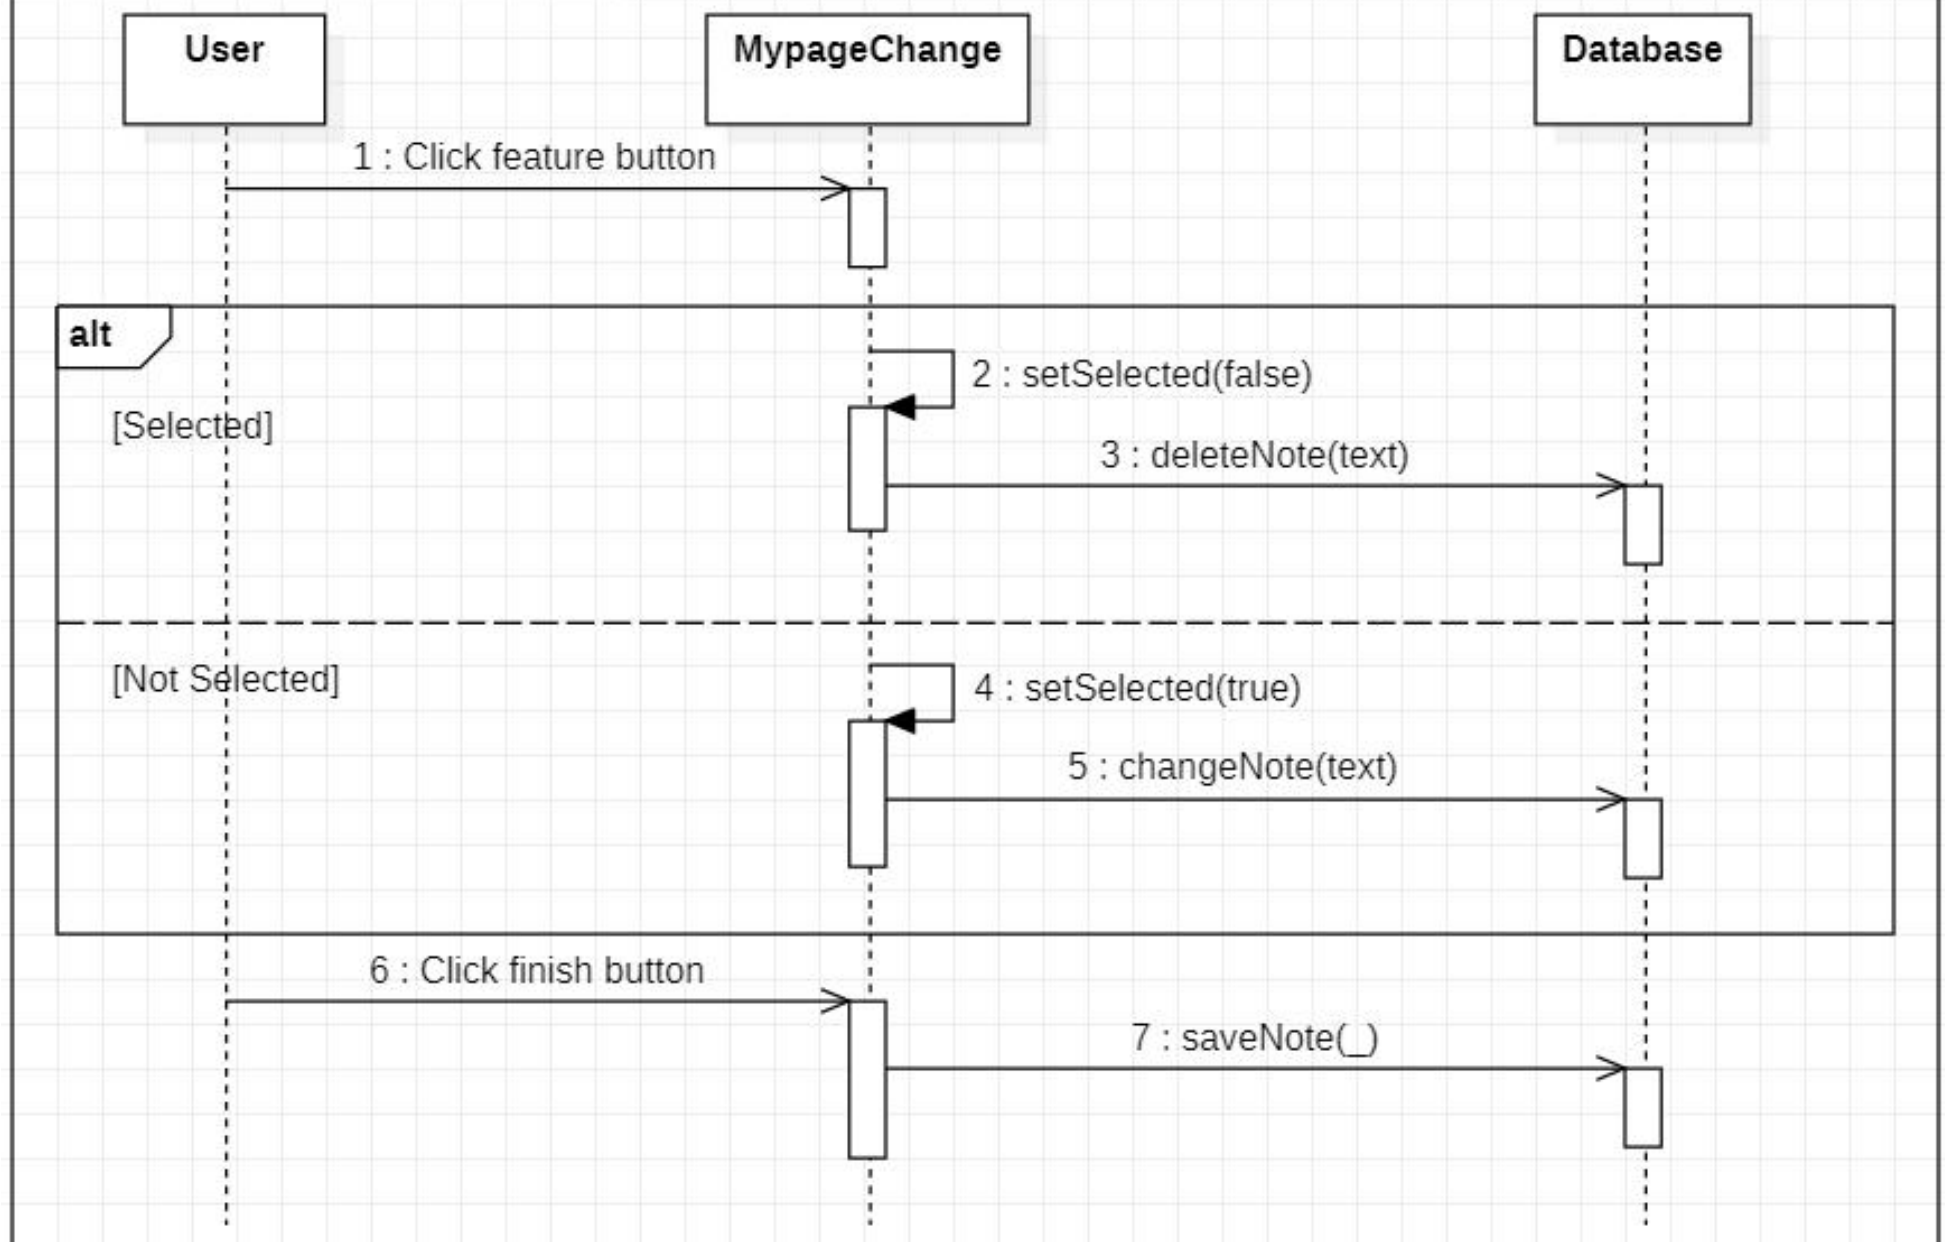 User
MypageChange
Database
1 : Click feature button
alt
2 : setSelected(false)
[Selected]
3 : deleteNote(text)
[Not Selected]
4 : setSelected(true)
5 : changeNote(text)
6 : Click finish button
7 : saveNote(_)